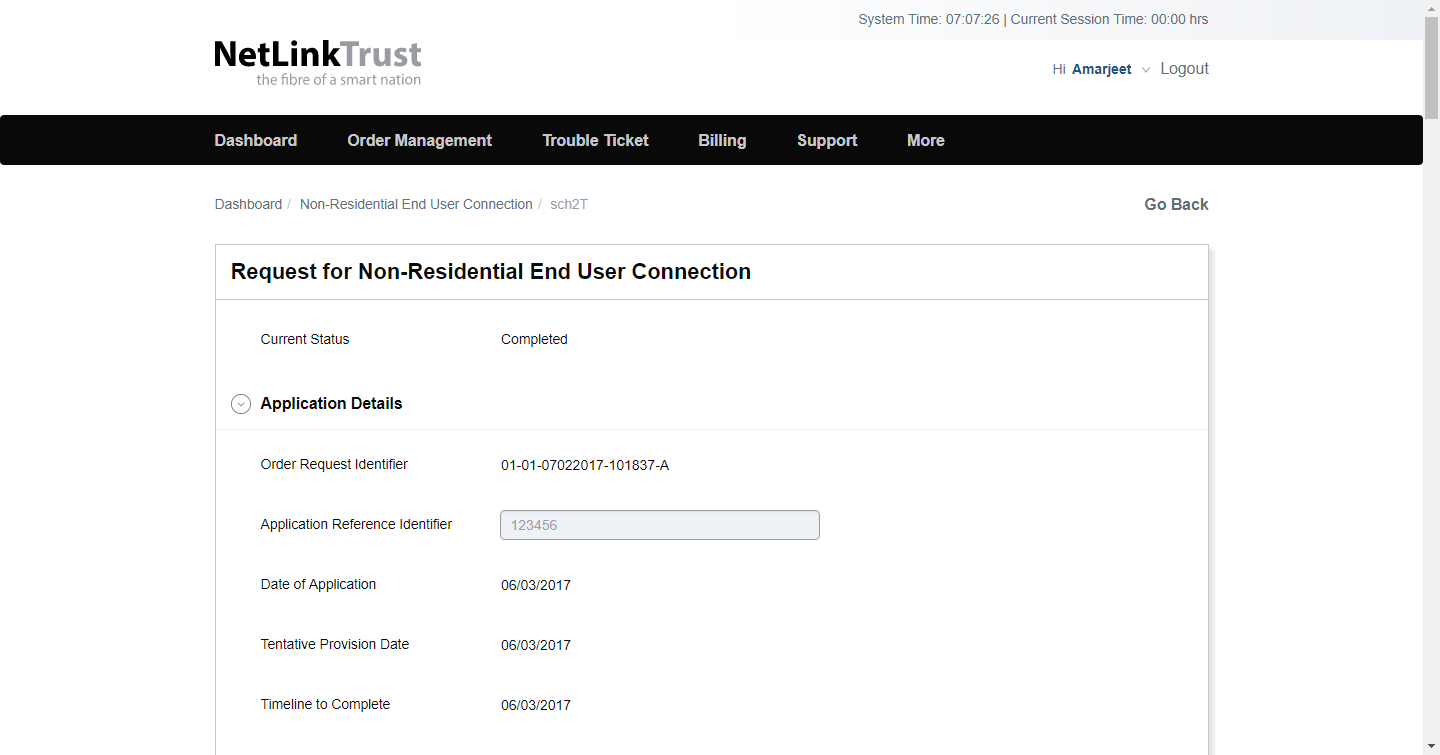 System Time: 07:07:26 | Current Session Time: 00:00 hrs
NetLinkTrust
the fibre of a smart nation
Hi Amarjeet Logout
Dashboard Order Management Trouble Ticket Billing Support More
Dashboard / Non-Residential End User Connection / sch2T Go Back
Request for Non-Residential End User Connection
Current Status Completed
Application Details
Order Request Identifier 01-01-07022017-101837-A
Application Reference Identifier 123456
Date of Application 06/03/2017
Tentative Provision Date 06/03/2017
Timeline to Complete 06/03/2017